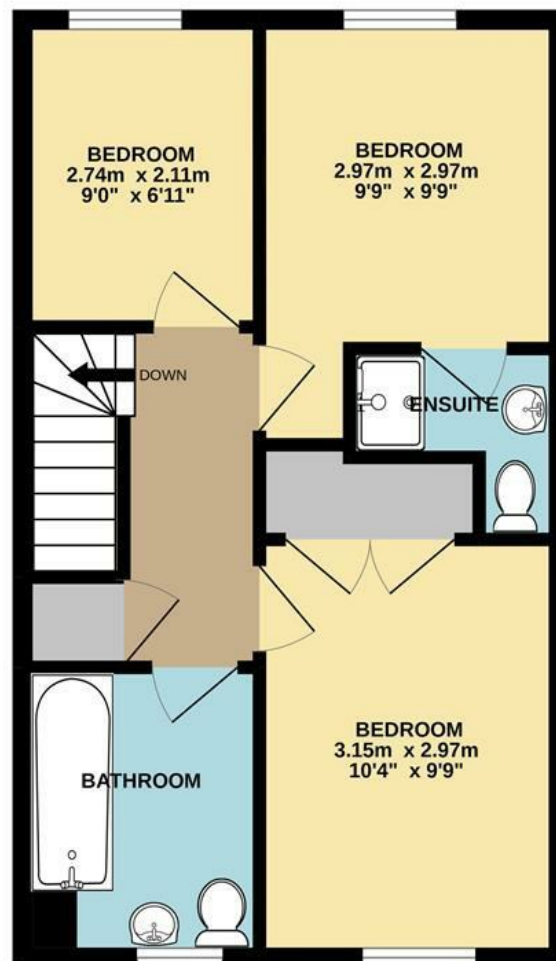 BEDROOM
2.74m x 2.11m
9'0" x 6'11"
BEDROOM
2.97m x 2.97m
9'9" x 9'9"
DOWN
ENSUITE
BEDROOM
3.15m x 2.97m
10'4" x 9'9"
BATHROOM